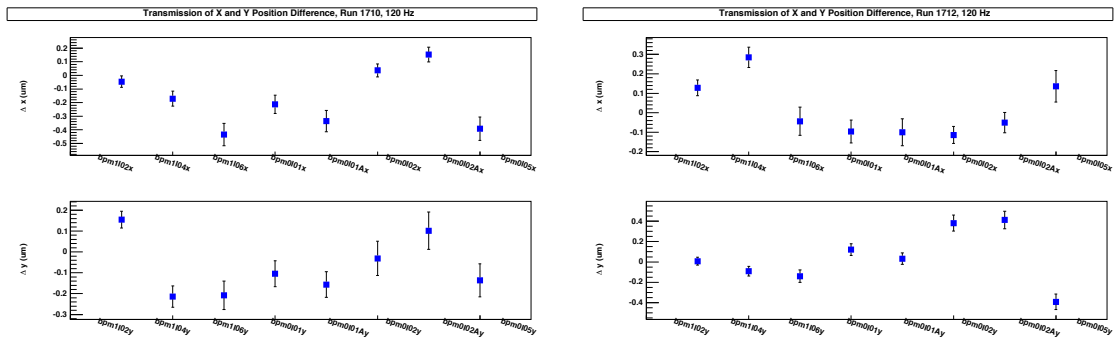 Transmission of X and Y Position Difference, Run 1710, 120 Hz
Δ x (um)
0.2
0.1
0
-0.1
-0.2
-0.3
-0.4
-0.5
bpm1I02x
bpm1I04x
bpm1I06x
bpm0I01x
bpm0I01Ax
bpm0I02x
bpm0I02Ax
bpm0I05x
Δ y (um)
0.2
0.1
0
-0.1
-0.2
-0.3
bpm1I02y
bpm1I04y
bpm1I06y
bpm0I01y
bpm0I01Ay
bpm0I02y
bpm0I02Ay
bpm0I05y
Transmission of X and Y Position Difference, Run 1712, 120 Hz
Δ x (um)
0.3
0.2
0.1
0
-0.1
-0.2
bpm1I02x
bpm1I04x
bpm1I06x
bpm0I01x
bpm0I01Ax
bpm0I02x
bpm0I02Ax
bpm0I05x
Δ y (um)
0.4
0.2
0
-0.2
-0.4
bpm1I02y
bpm1I04y
bpm1I06y
bpm0I01y
bpm0I01Ay
bpm0I02y
bpm0I02Ay
bpm0I05y